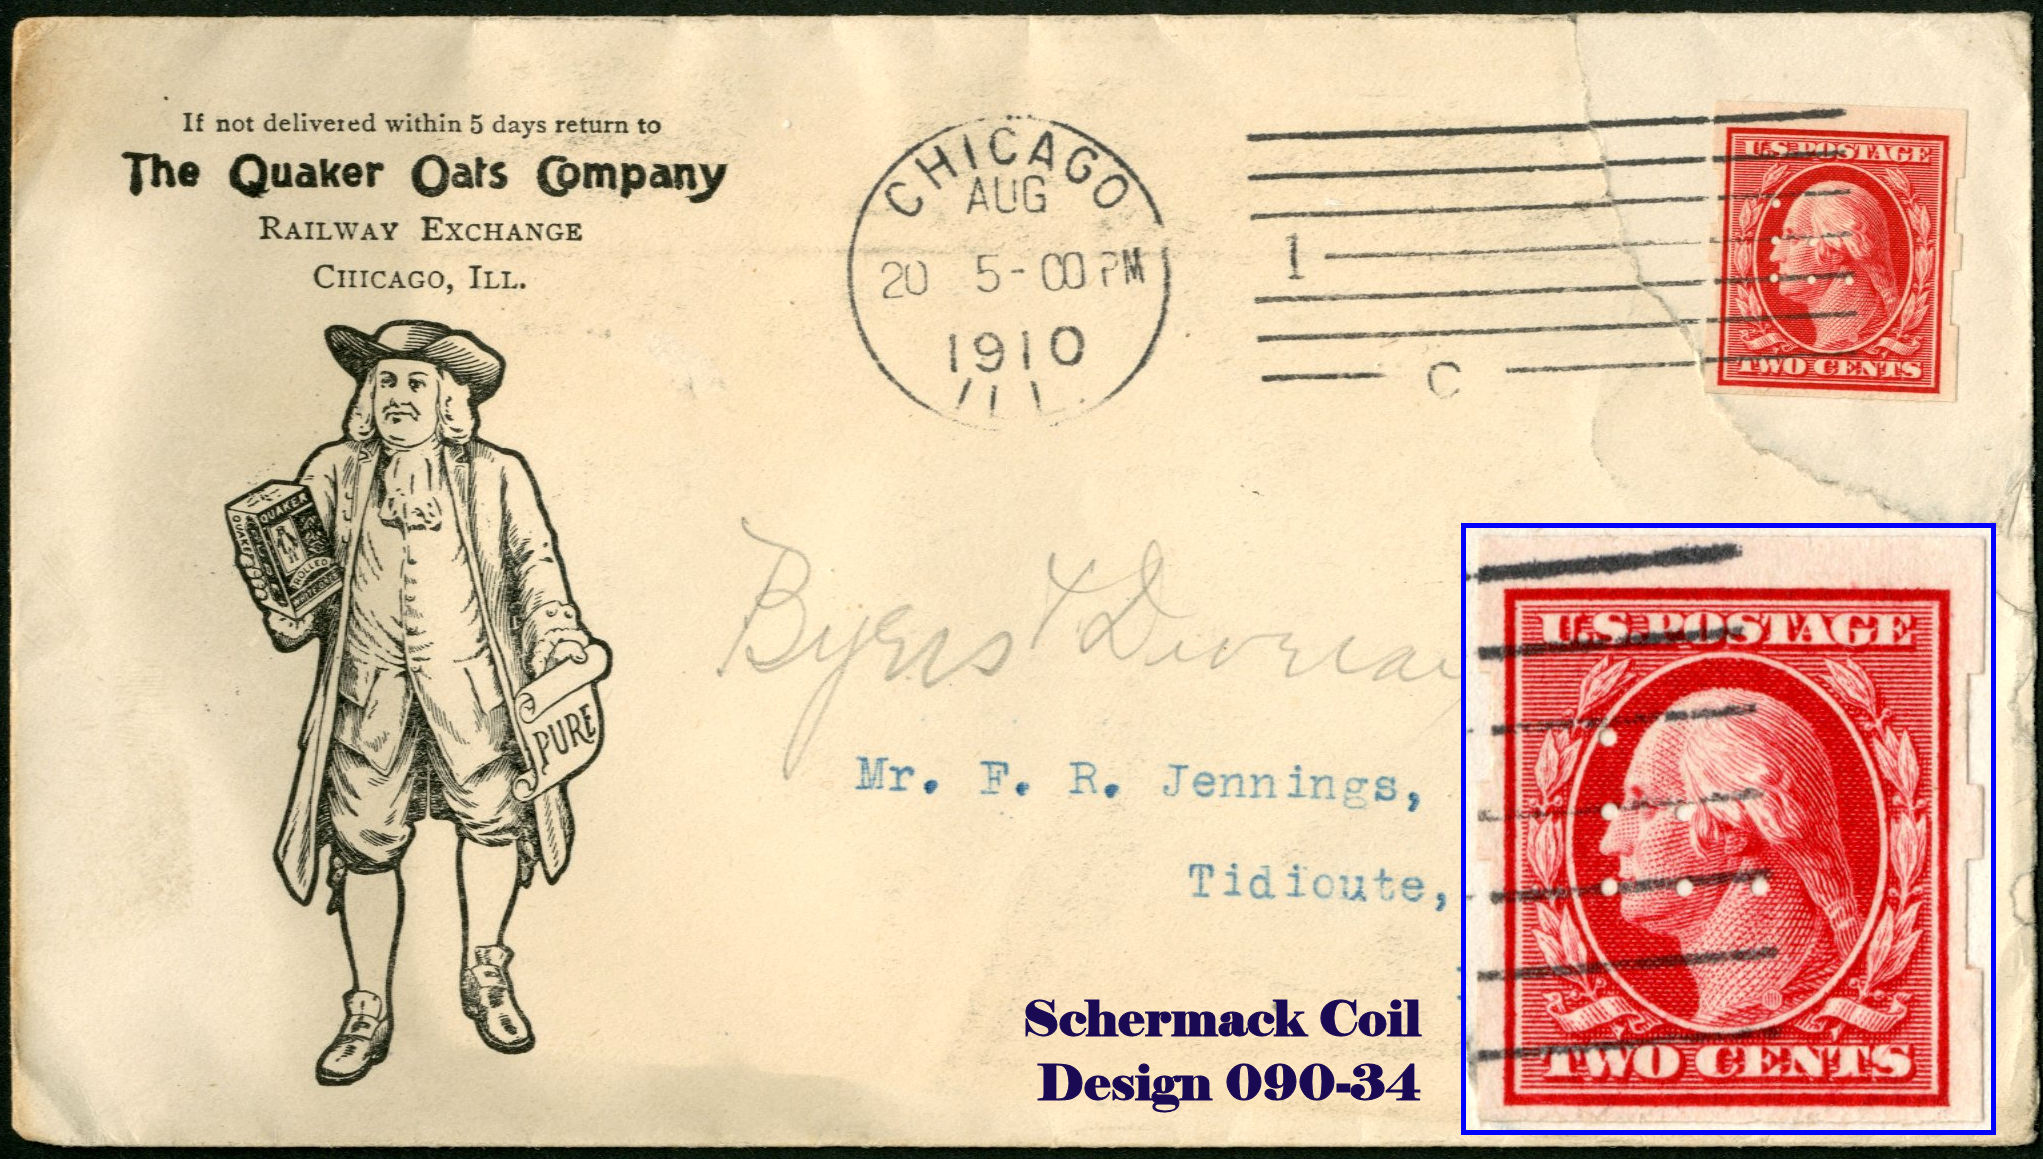 If not delivered within 5 days return to
The Quaker Oats Company
RAILWAY EXCHANGE
CHICAGO, ILL.
QUAKER
QUAKER
ROLLED
PURE
CHICAGO
AUG
20 5-00 PM
1910
ILL.
1
C
U.S. POSTAGE
TWO CENTS
Byers &
Mr. F. R. Jennings,
Tidioute,
U.S. POSTAGE
TWO CENTS
Schermack Coil
Design 090-34